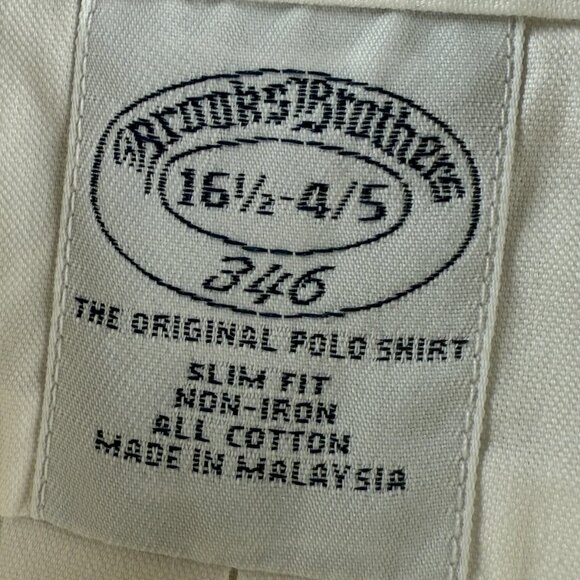 Brooks Brothers
16½-4/5
346
THE ORIGINAL POLO SHIRT
SLIM FIT
NON-IRON
ALL COTTON
MADE IN MALAYSIA